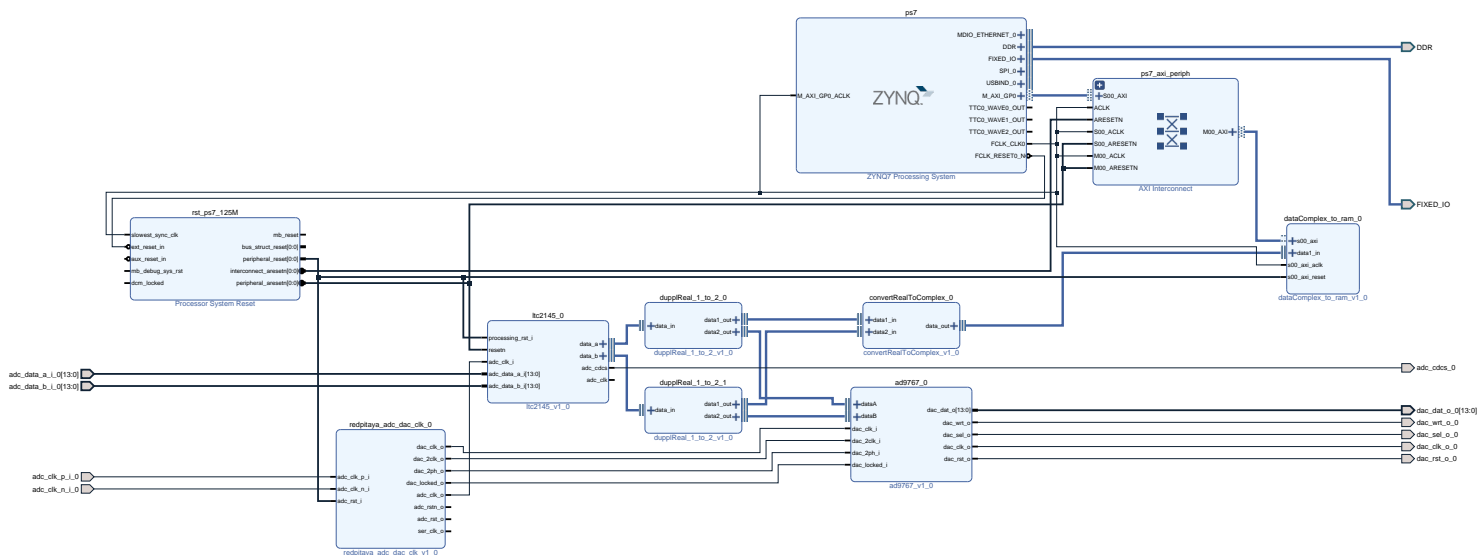 ps7
MDIO_ETHERNET_0
DDR
FIXED_IO
SPI_0
USBIND_0
M_AXI_GP0_ACLK
M_AXI_GP0
TTC0_WAVE0_OUT
TTC0_WAVE1_OUT
TTC0_WAVE2_OUT
FCLK_CLK0
FCLK_RESET0_N
ZYNQ
ZYNQ7 Processing System
DDR
ps7_axi_periph
S00_AXI
ACLK
ARESETN
S00_ACLK
S00_ARESETN
M00_ACLK
M00_ARESETN
M00_AXI
AXI Interconnect
FIXED_IO
rst_ps7_125M
slowest_sync_clk
ext_reset_in
aux_reset_in
mb_debug_sys_rst
dcm_locked
mb_reset
bus_struct_reset[0:0]
peripheral_reset[0:0]
interconnect_aresetn[0:0]
peripheral_aresetn[0:0]
Processor System Reset
dataComplex_to_ram_0
s00_axi
data1_in
s00_axi_aclk
s00_axi_reset
dataComplex_to_ram_v1_0
ltc2145_0
processing_rst_i
resetn
adc_clk_i
adc_data_a_i[13:0]
adc_data_b_i[13:0]
data_a
data_b
adc_cdcs
adc_clk
ltc2145_v1_0
dupplReal_1_to_2_0
data_in
data1_out
data2_out
dupplReal_1_to_2_v1_0
convertRealToComplex_0
data1_in
data2_in
data_out
convertRealToComplex_v1_0
adc_data_a_i_0[13:0]
adc_data_b_i_0[13:0]
adc_cdcs_0
dupplReal_1_to_2_1
data_in
data1_out
data2_out
dupplReal_1_to_2_v1_0
ad9767_0
dataA
dataB
dac_clk_i
dac_2clk_i
dac_2ph_i
dac_locked_i
dac_dat_o[13:0]
dac_wrt_o
dac_sel_o
dac_clk_o
dac_rst_o
ad9767_v1_0
dac_dat_o_0[13:0]
dac_wrt_o_0
dac_sel_o_0
dac_clk_o_0
dac_rst_o_0
redpitaya_adc_dac_clk_0
adc_clk_p_i
adc_clk_n_i
adc_rst_i
dac_clk_o
dac_2clk_o
dac_2ph_o
dac_locked_o
adc_clk_o
adc_rstn_o
adc_rst_o
ser_clk_o
redpitaya_adc_dac_clk_v1_0
adc_clk_p_i_0
adc_clk_n_i_0